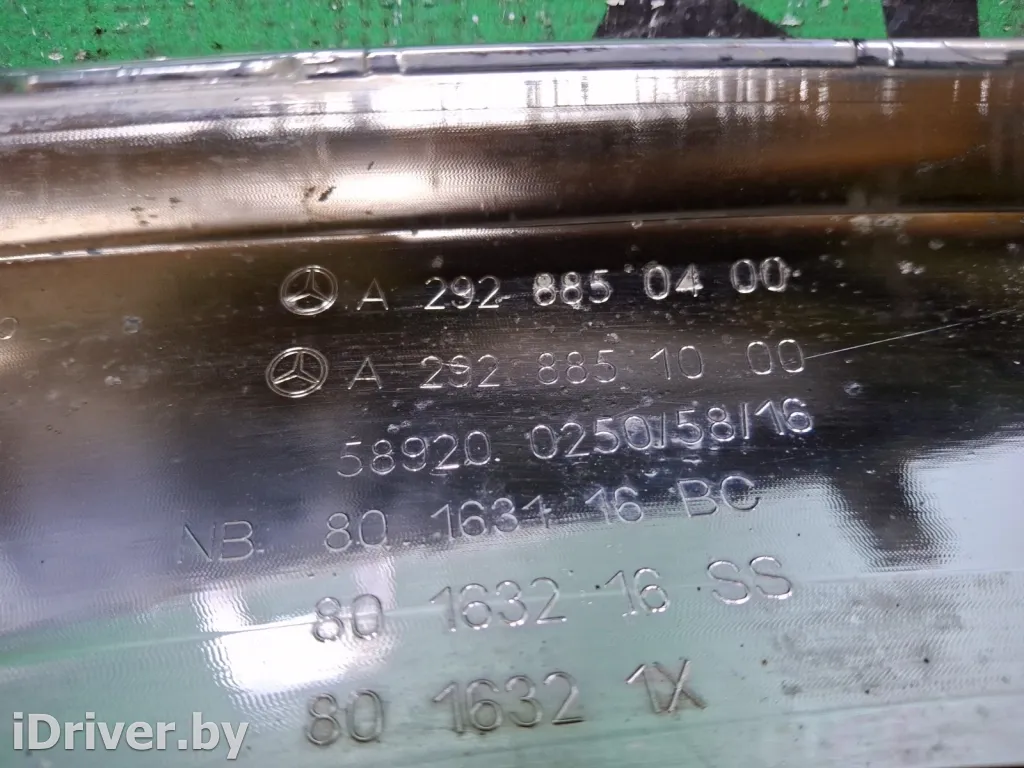 A 292 885 04 00
A 292 885 10 00
58920 0250/58/16
NB 80 1631 16 BC
80 1632 16 SS
80 1632 1X
iDriver.by